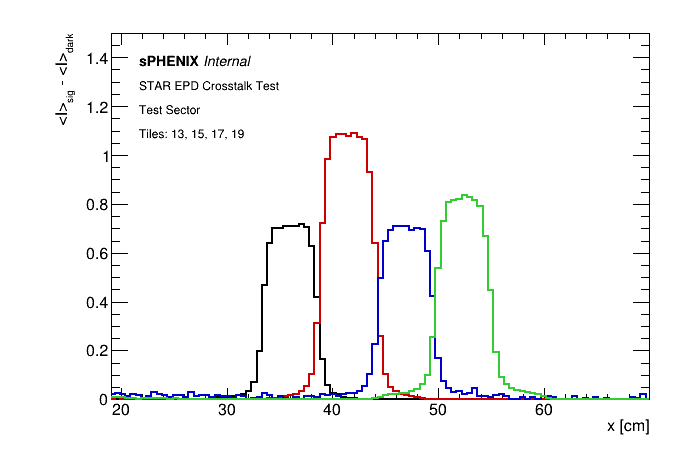 <I>sig - <I>dark
sPHENIX Internal
STAR EPD Crosstalk Test
Test Sector
Tiles: 13, 15, 17, 19
1.4
1.2
1
0.8
0.6
0.4
0.2
0
20 30 40 50 60
x [cm]